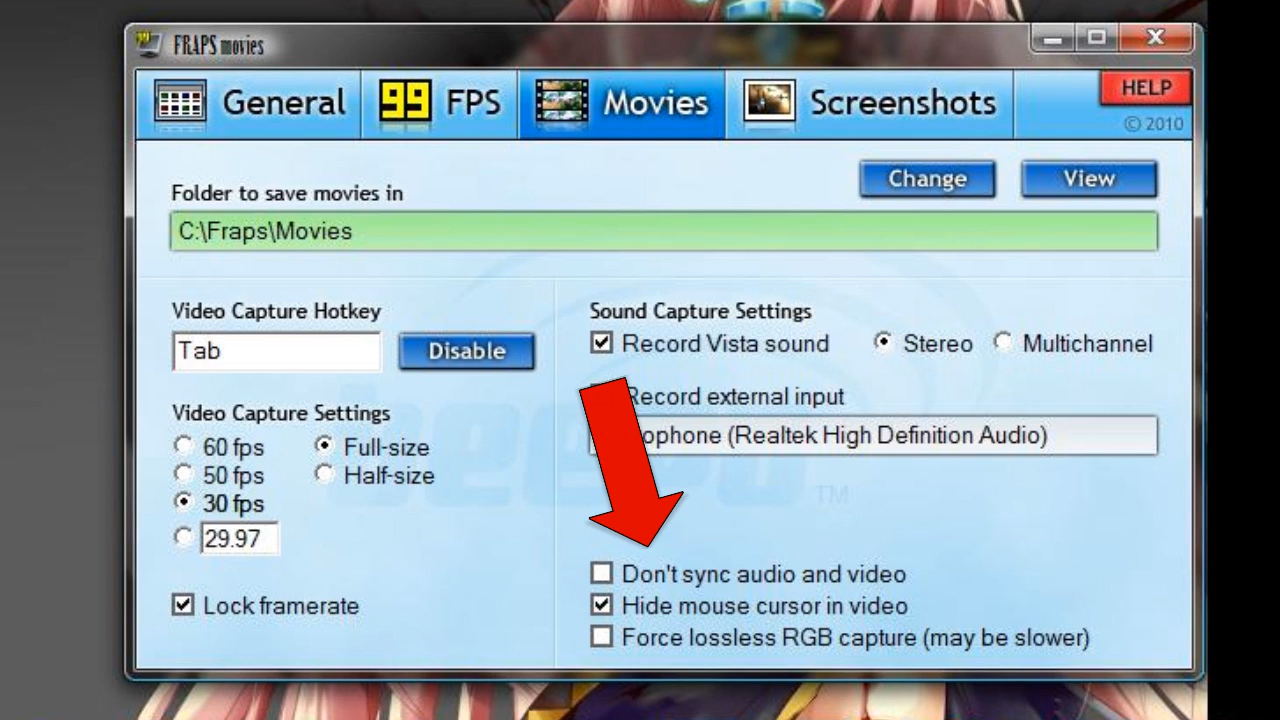 FRAPS movies
General
99 FPS
Movies
Screenshots
HELP
© 2010
Change
View
Folder to save movies in
C:\Fraps\Movies
Video Capture Hotkey
Tab
Disable
Video Capture Settings
60 fps
Full-size
50 fps
Half-size
30 fps
29.97
Lock framerate
Sound Capture Settings
Record Vista sound
Stereo
Multichannel
Record external input
(Realtek High Definition Audio)
beepa
TM
Don't sync audio and video
Hide mouse cursor in video
Force lossless RGB capture (may be slower)